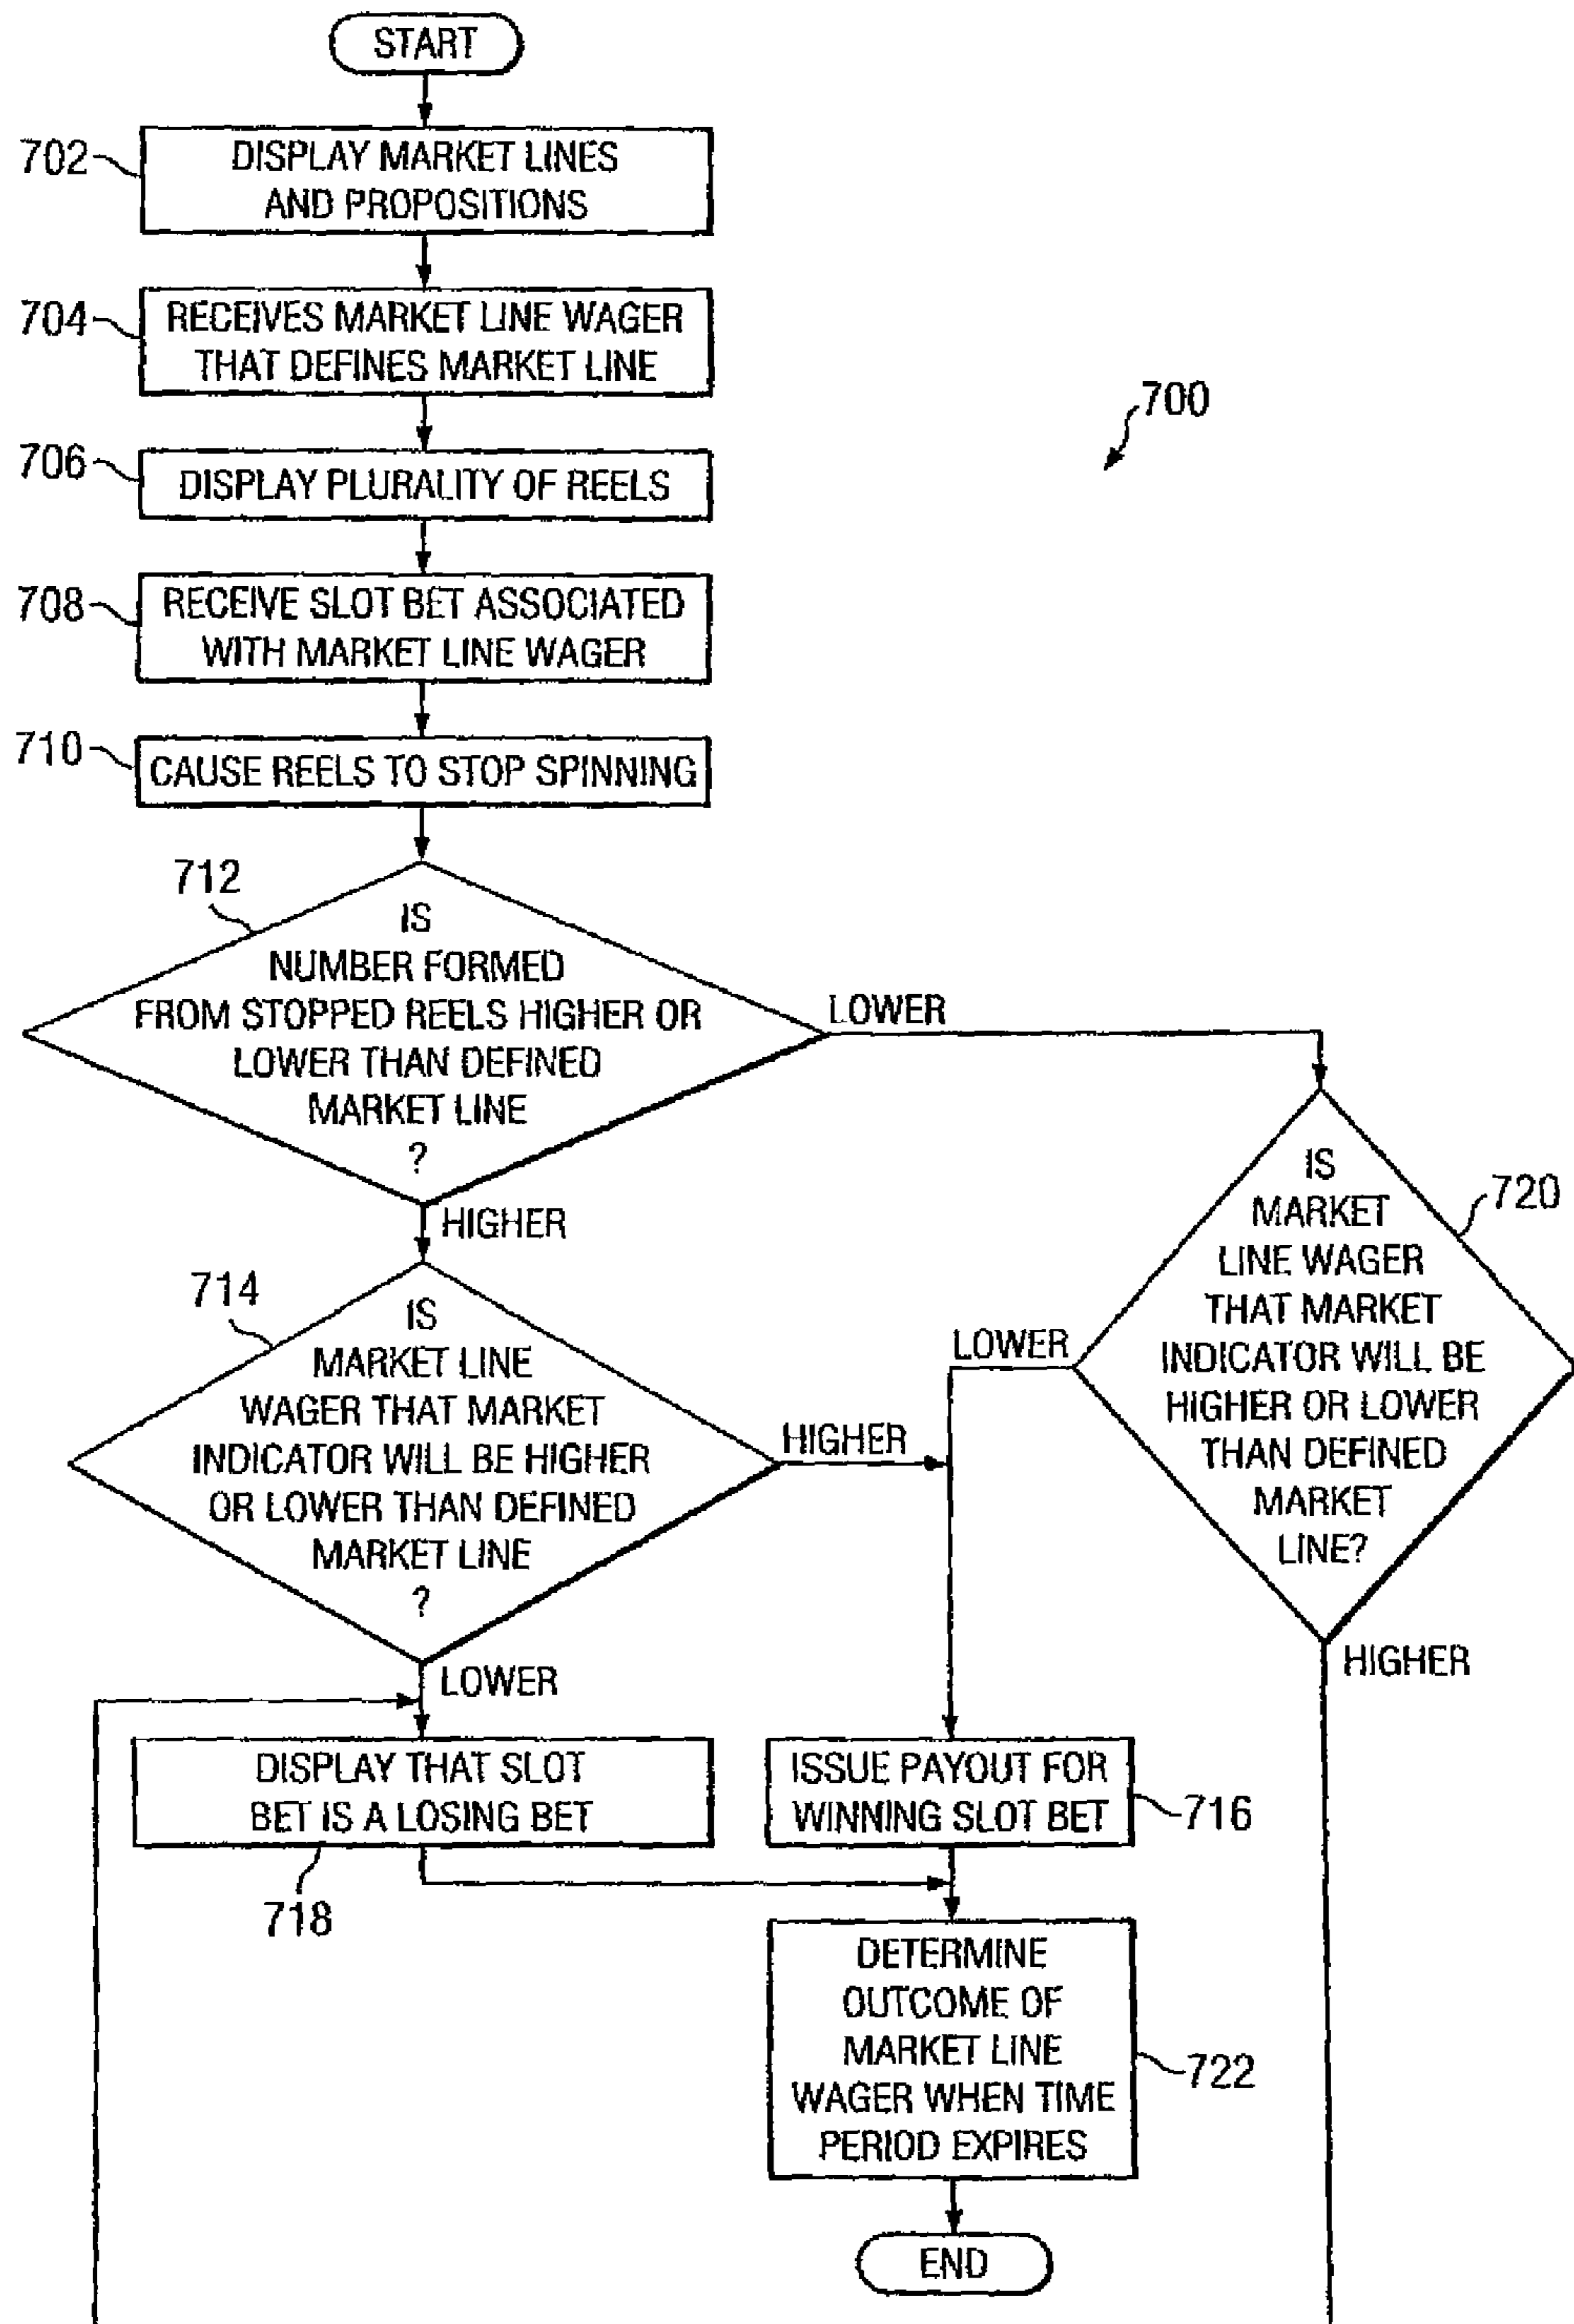 START
702
DISPLAY MARKET LINES
AND PROPOSITIONS
704
RECEIVES MARKET LINE WAGER
THAT DEFINES MARKET LINE
700
706
DISPLAY PLURALITY OF REELS
708
RECEIVE SLOT BET ASSOCIATED
WITH MARKET LINE WAGER
710
CAUSE REELS TO STOP SPINNING
712
IS
NUMBER FORMED
FROM STOPPED REELS HIGHER OR
LOWER THAN DEFINED
MARKET LINE
?
LOWER
HIGHER
720
IS
MARKET
LINE WAGER
THAT MARKET
INDICATOR WILL BE
HIGHER OR LOWER
THAN DEFINED
MARKET
LINE?
LOWER
HIGHER
714
IS
MARKET LINE
WAGER THAT MARKET
INDICATOR WILL BE HIGHER
OR LOWER THAN DEFINED
MARKET LINE
?
HIGHER
LOWER
DISPLAY THAT SLOT
BET IS A LOSING BET
718
ISSUE PAYOUT FOR
WINNING SLOT BET
716
DETERMINE
OUTCOME OF
MARKET LINE
WAGER WHEN TIME
PERIOD EXPIRES
722
END